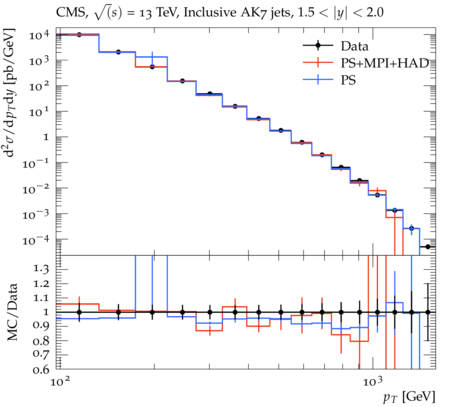 CMS, √(s) = 13 TeV, Inclusive AK7 jets, 1.5 < |y| < 2.0
d²σ/dp_T dy [pb/GeV]
10⁴
10³
10²
10¹
1
10⁻¹
10⁻²
10⁻³
10⁻⁴
Data
PS+MPI+HAD
PS
MC/Data
1.3
1.2
1.1
1
0.9
0.8
0.7
0.6
10²
10³
p_T [GeV]